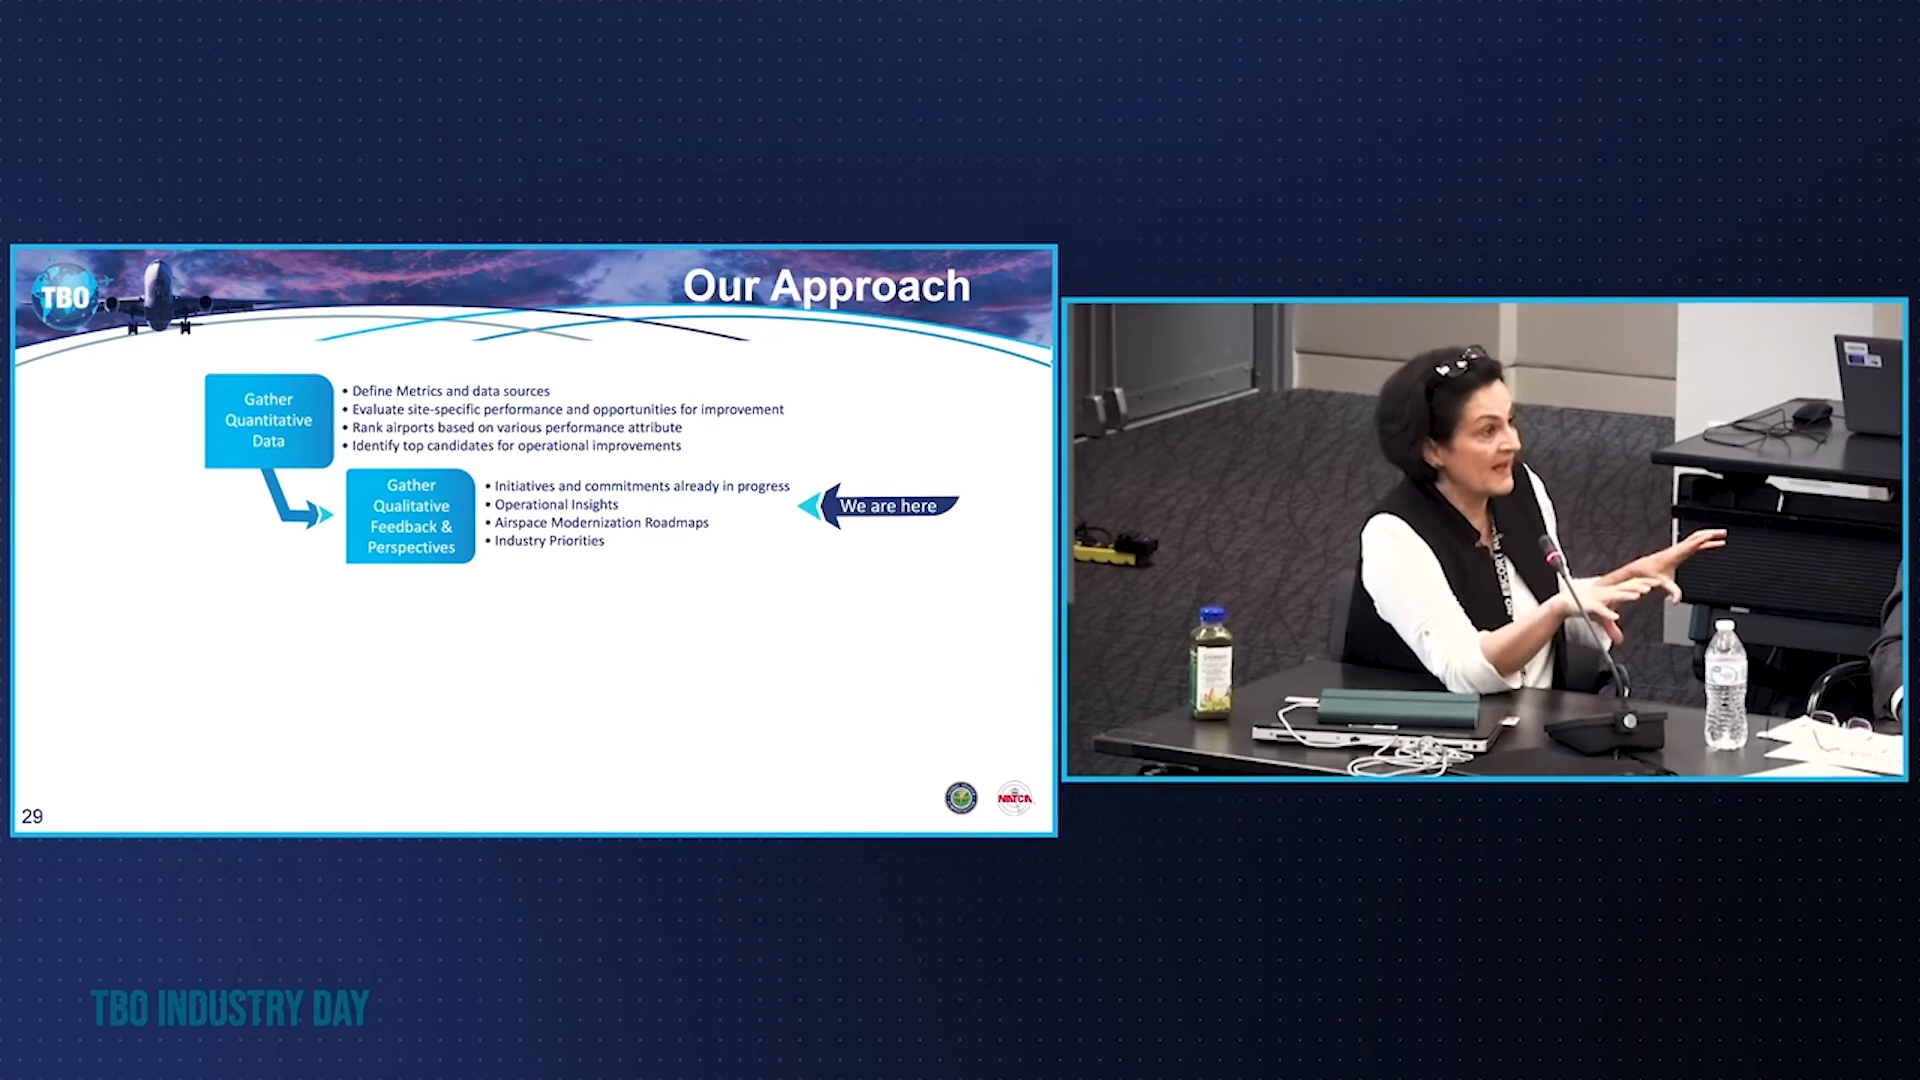 Our Approach
TBO
Gather
Quantitative
Data
• Define Metrics and data sources
• Evaluate site-specific performance and opportunities for improvement
• Rank airports based on various performance attribute
• Identify top candidates for operational improvements
Gather
Qualitative
Feedback &
Perspectives
• Initiatives and commitments already in progress
• Operational Insights
• Airspace Modernization Roadmaps
• Industry Priorities
We are here
NATCA
29
TBO INDUSTRY DAY